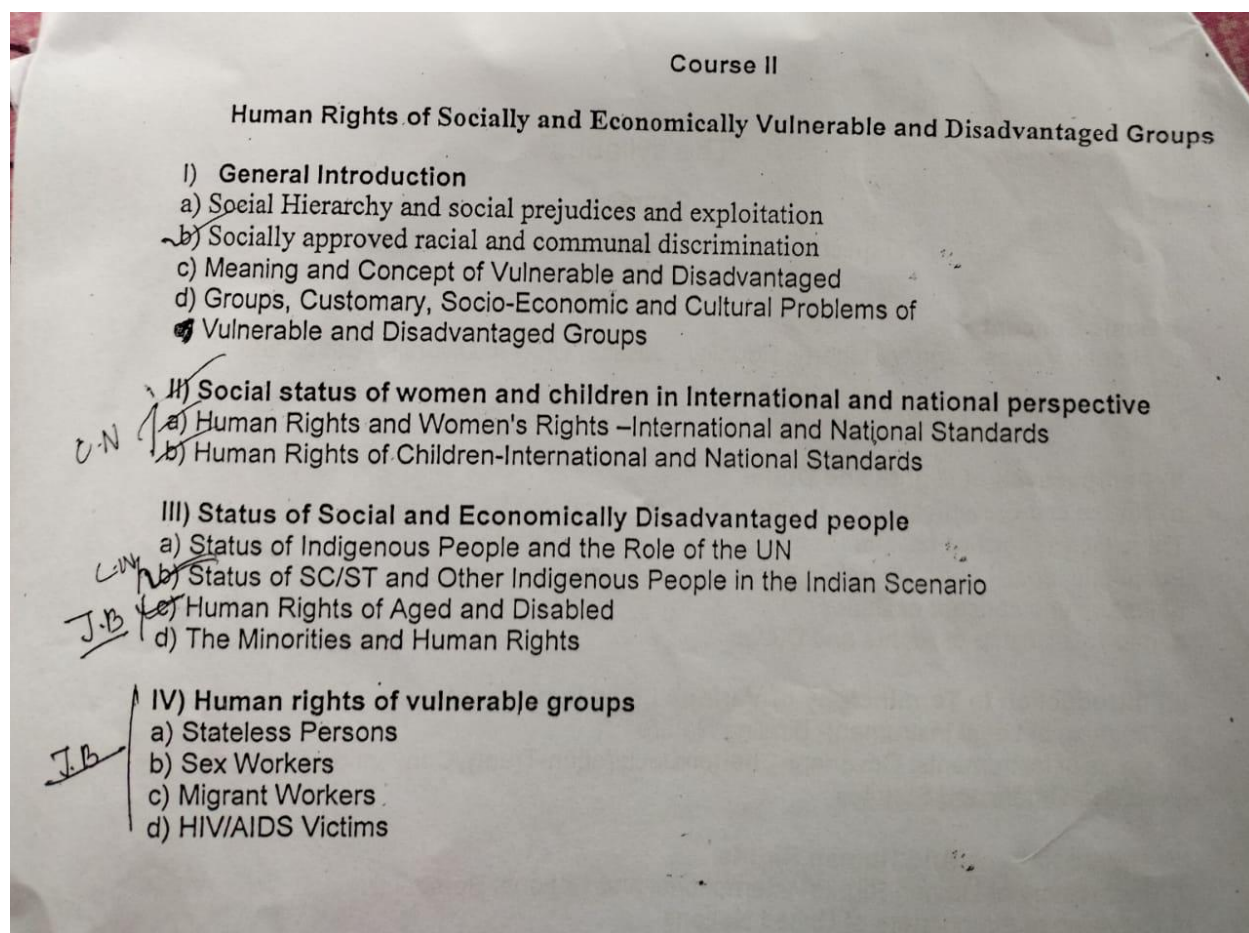 Course II
Human Rights of Socially and Economically Vulnerable and Disadvantaged Groups
I) General Introduction
a) Social Hierarchy and social prejudices and exploitation
b) Socially approved racial and communal discrimination
c) Meaning and Concept of Vulnerable and Disadvantaged
d) Groups, Customary, Socio-Economic and Cultural Problems of
Vulnerable and Disadvantaged Groups
II) Social status of women and children in International and national perspective
a) Human Rights and Women's Rights –International and National Standards
b) Human Rights of Children-International and National Standards
III) Status of Social and Economically Disadvantaged people
a) Status of Indigenous People and the Role of the UN
b) Status of SC/ST and Other Indigenous People in the Indian Scenario
c) Human Rights of Aged and Disabled
J.B
d) The Minorities and Human Rights
IV) Human rights of vulnerable groups
a) Stateless Persons
J.B
b) Sex Workers
c) Migrant Workers
d) HIV/AIDS Victims